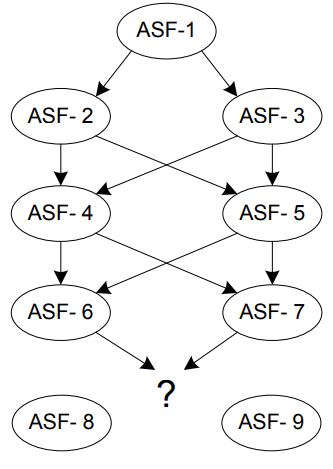 ASF-1
ASF- 2
ASF- 3
ASF- 4
ASF- 5
ASF- 6
ASF- 7
?
ASF- 8
ASF- 9